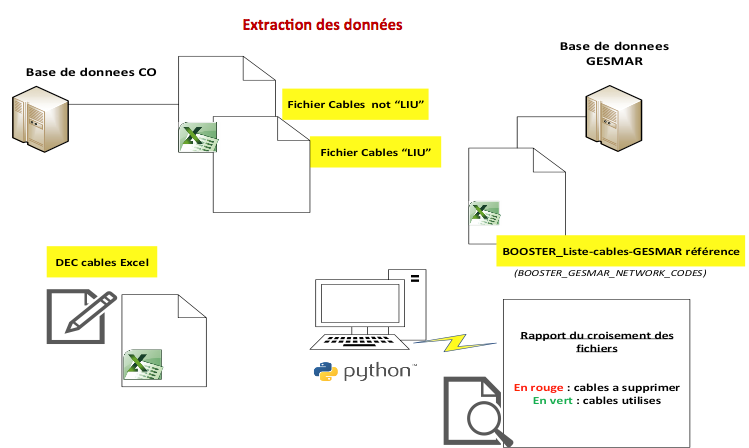 Extraction des données
Base de donnees CO
Base de donnees
GESMAR
Fichier Cables not “LIU”
Fichier Cables “LIU”
BOOSTER_Liste-cables-GESMAR référence
(BOOSTER_GESMAR_NETWORK_CODES)
DEC cables Excel
python™
Rapport du croisement des
fichiers
En rouge : cables a supprimer
En vert : cables utilises